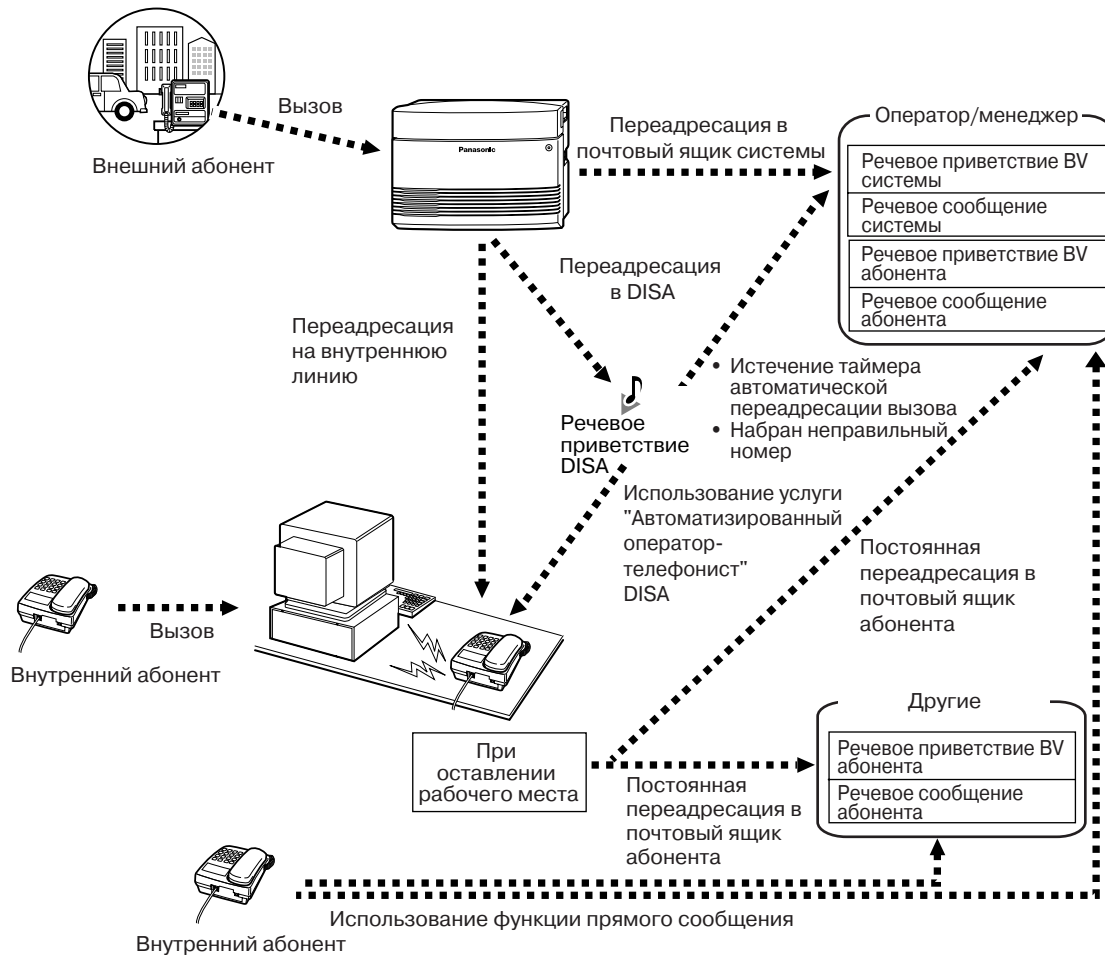 Вызов
Внешний абонент
Panasonic
Переадресация в
почтовый ящик системы
Оператор/менеджер
Речевое приветствие BV
системы
Речевое сообщение
системы
Речевое приветствие BV
абонента
Речевое сообщение
абонента
Переадресация
в DISA
Переадресация
на внутреннюю
линию
• Истечение таймера
автоматической
переадресации вызова
• Набран неправильный
номер
Речевое
приветствие
DISA
Использование услуги
"Автоматизированный
оператор-
телефонист"
DISA
Постоянная
переадресация в
почтовый ящик
абонента
Вызов
Внутренний абонент
Другие
Речевое приветствие BV
абонента
Речевое сообщение
абонента
При
оставлении
рабочего места
Постоянная
переадресация в
почтовый ящик
абонента
Использование функции прямого сообщения
Внутренний абонент